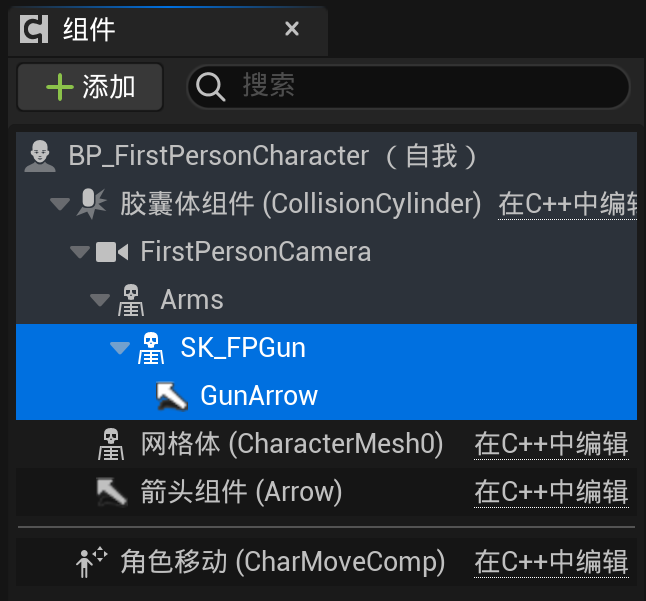 组件
添加
搜索
BP_FirstPersonCharacter （自我）
胶囊体组件 (CollisionCylinder) 在C++中编辑
FirstPersonCamera
Arms
SK_FPGun
GunArrow
网格体 (CharacterMesh0) 在C++中编辑
箭头组件 (Arrow) 在C++中编辑
角色移动 (CharMoveComp) 在C++中编辑